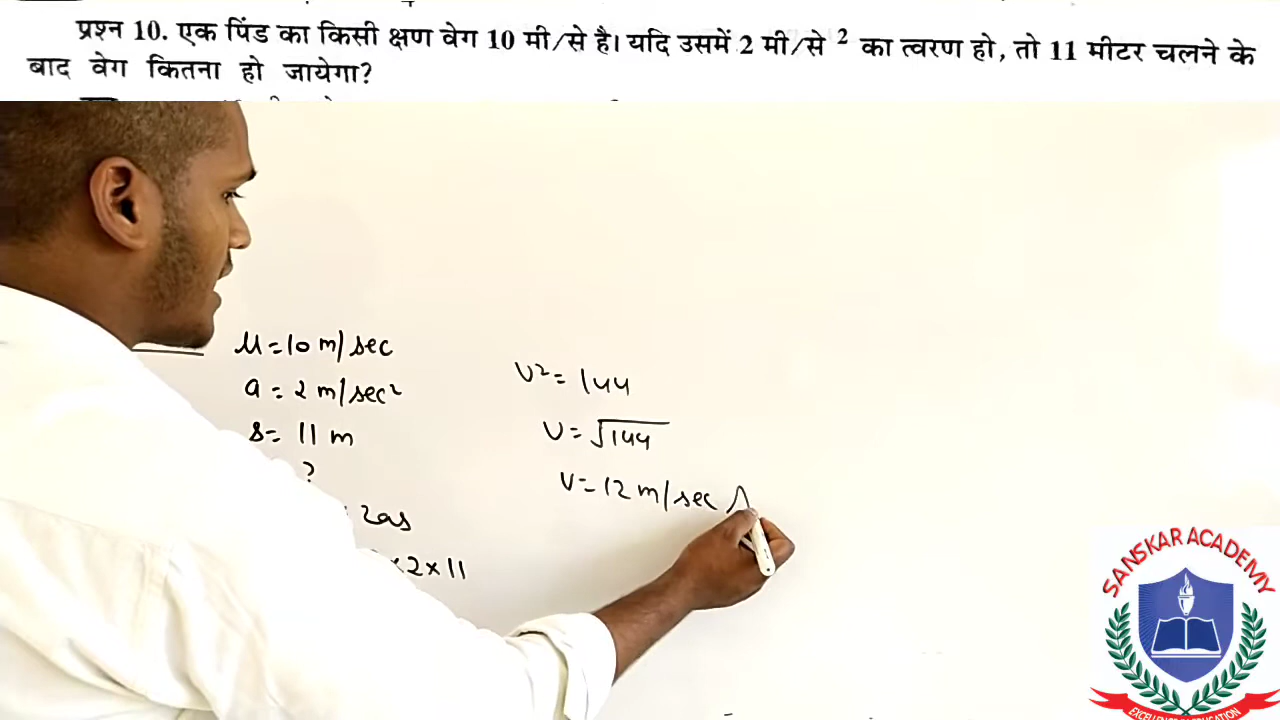 प्रश्न 10. एक पिंड का किसी क्षण वेग 10 मी/से है। यदि उसमें 2 मी/से ² का त्वरण हो, तो 11 मीटर चलने के
बाद वेग कितना हो जायेगा?
u = 10 m/sec
a = 2 m/sec²
s = 11 m
?
2as
×2×11
v² = 144
v = √144
v = 12 m/sec
SANSKAR ACADEMY